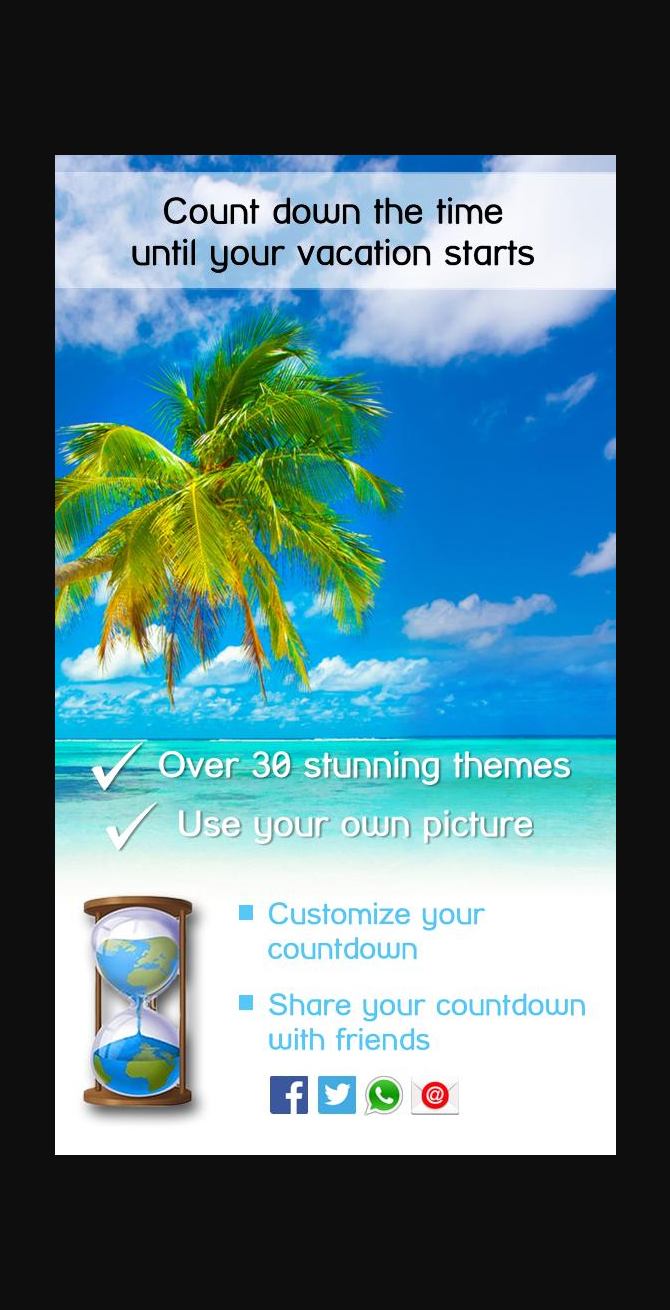 Count down the time
until your vacation starts
Over 30 stunning themes
Use your own picture
Customize your
countdown
Share your countdown
with friends
f
@